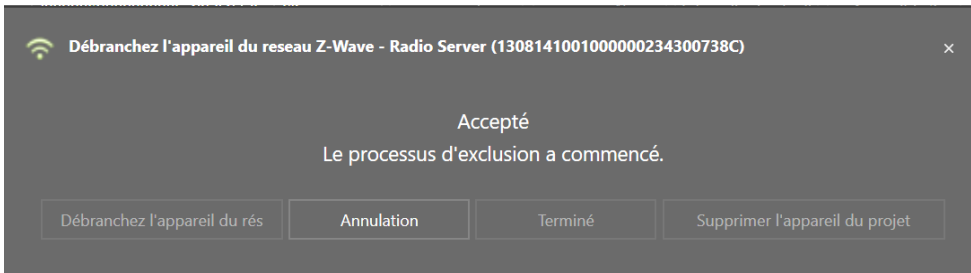 Débranchez l'appareil du reseau Z-Wave - Radio Server (1308141001000000234300738C)
×
Accepté
Le processus d'exclusion a commencé.
Débranchez l'appareil du rés
Annulation
Terminé
Supprimer l'appareil du projet